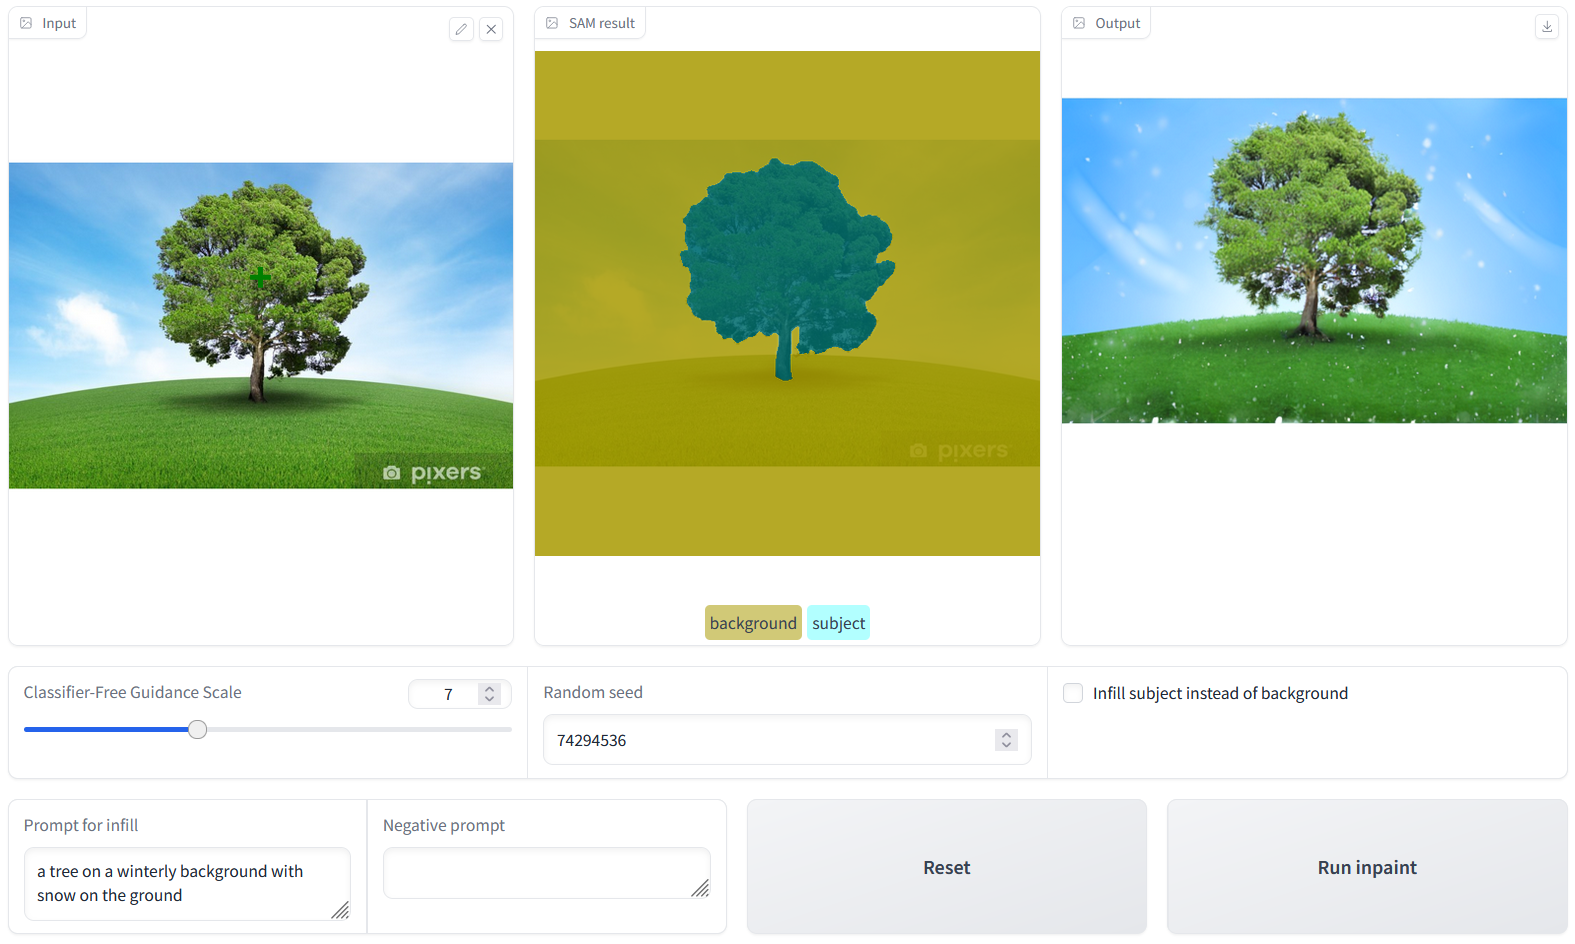 Input
SAM result
Output
pixers
pixers
background
subject
Classifier-Free Guidance Scale
7
Random seed
74294536
Infill subject instead of background
Prompt for infill
a tree on a winterly background with
snow on the ground
Negative prompt
Reset
Run inpaint